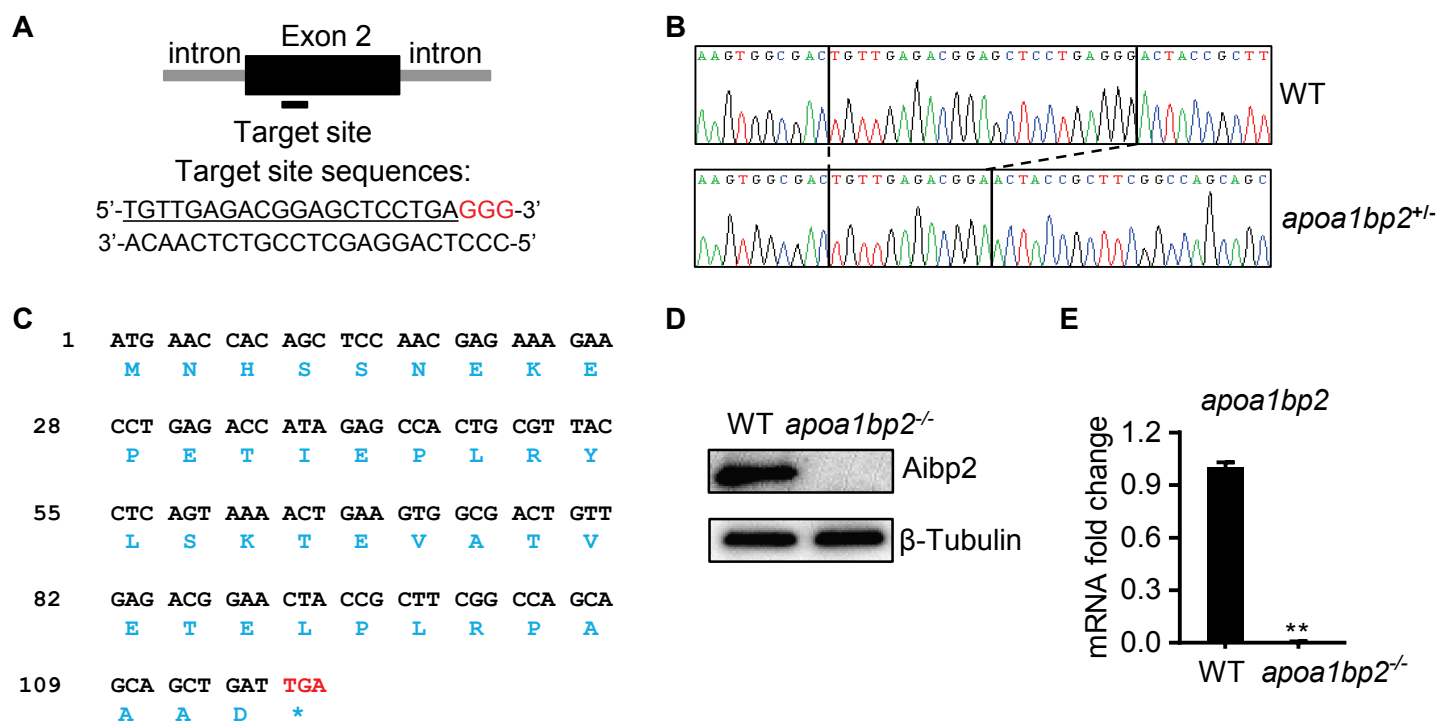 A
Exon 2
intron
intron
Target site
Target site sequences:
5’-TGTTGAGACGGAGCTCCTGAGGG-3’
3’-ACAACTCTGCCTCGAGGACTCCC-5’
B
AAGTGGCGACTGTTGAGACGGAGCTCCTGAGGGACTACCGCTT
WT
AAGTGGCGACTGTTGAGACGGAACTACCGCTTCGGCCAGCAGC
apoa1bp2+/-
C
1 ATG AAC CAC AGC TCC AAC GAG AAA GAA
M N H S S N E K E
28 CCT GAG ACC ATA GAG CCA CTG CGT TAC
P E T I E P L R Y
55 CTC AGT AAA ACT GAA GTG GCG ACT GTT
L S K T E V A T V
82 GAG ACG GAA CTA CCG CTT CGG CCA GCA
E T E L P L R P A
109 GCA GCT GAT TGA
A A D *
D
WT apoa1bp2-/-
Aibp2
β-Tubulin
E
apoa1bp2
mRNA fold change
1.2
0.9
0.6
0.3
0.0
**
WT apoa1bp2-/-